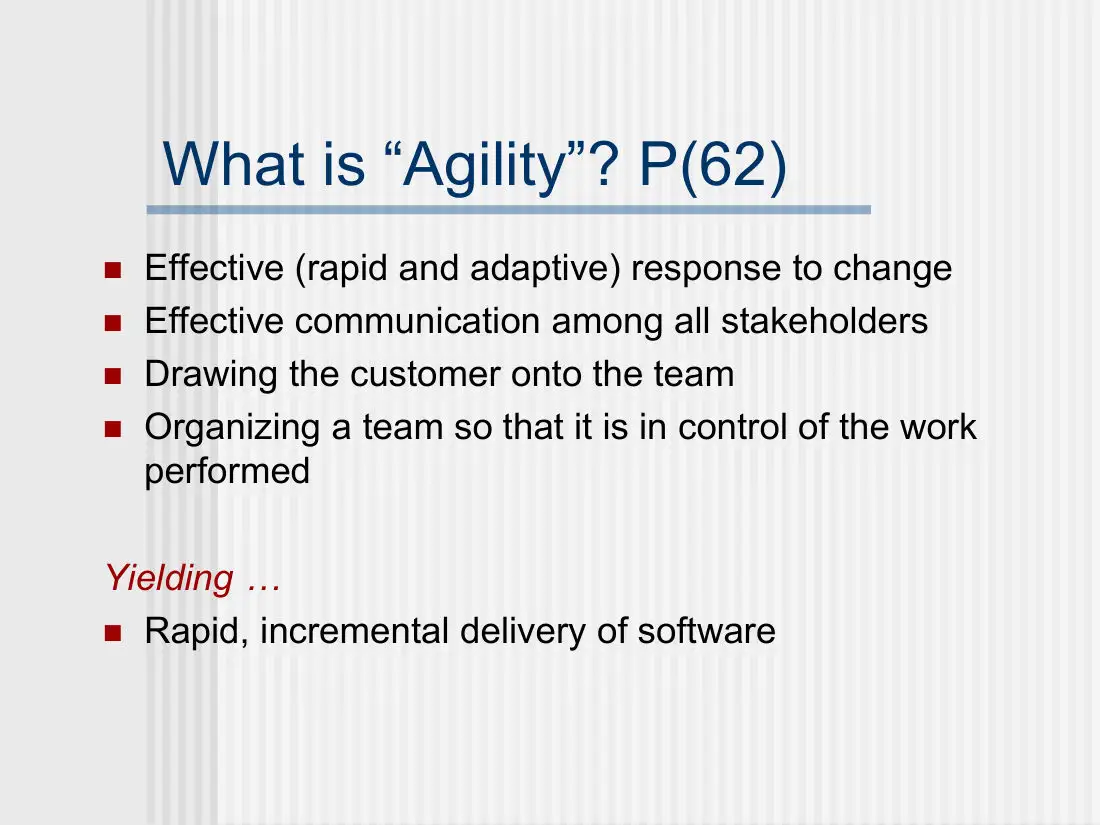 What is “Agility”? P(62)
Effective (rapid and adaptive) response to change
Effective communication among all stakeholders
Drawing the customer onto the team
Organizing a team so that it is in control of the work
performed
Yielding …
Rapid, incremental delivery of software